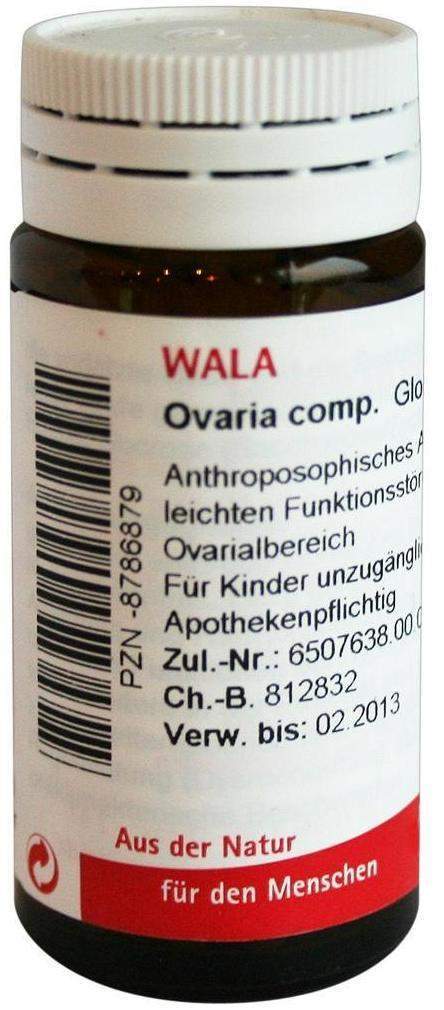 WALA
Ovaria comp. Glo
Anthroposophisches A
leichten Funktionsstör
Ovarialbereich
Für Kinder unzugängli
Apothekenpflichtig
Zul.-Nr.: 6507638.00.0
Ch.-B. 812832
Verw. bis: 02.2013
PZN -8786879
Aus der Natur
für den Menschen